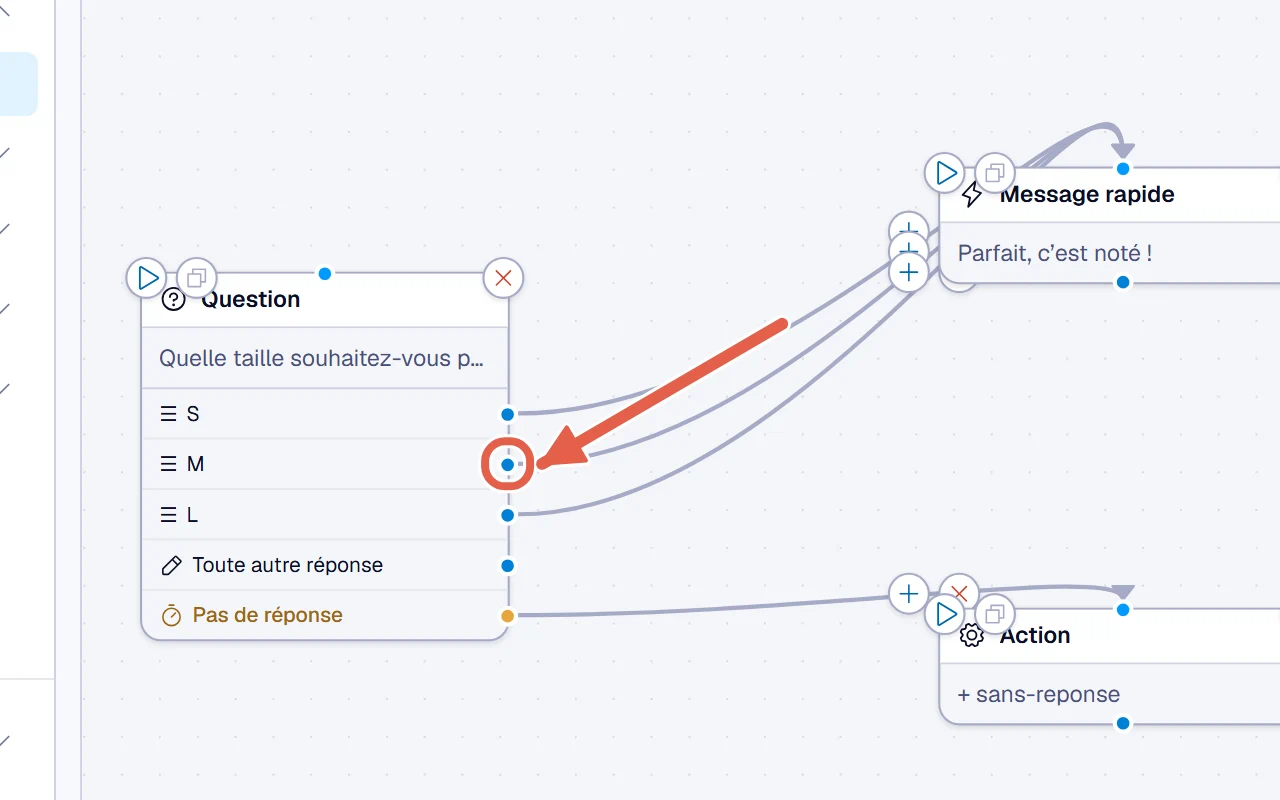 Message rapide
Parfait, c’est noté !
Question
Quelle taille souhaitez-vous p...
S
M
L
Toute autre réponse
Pas de réponse
Action
+ sans-reponse